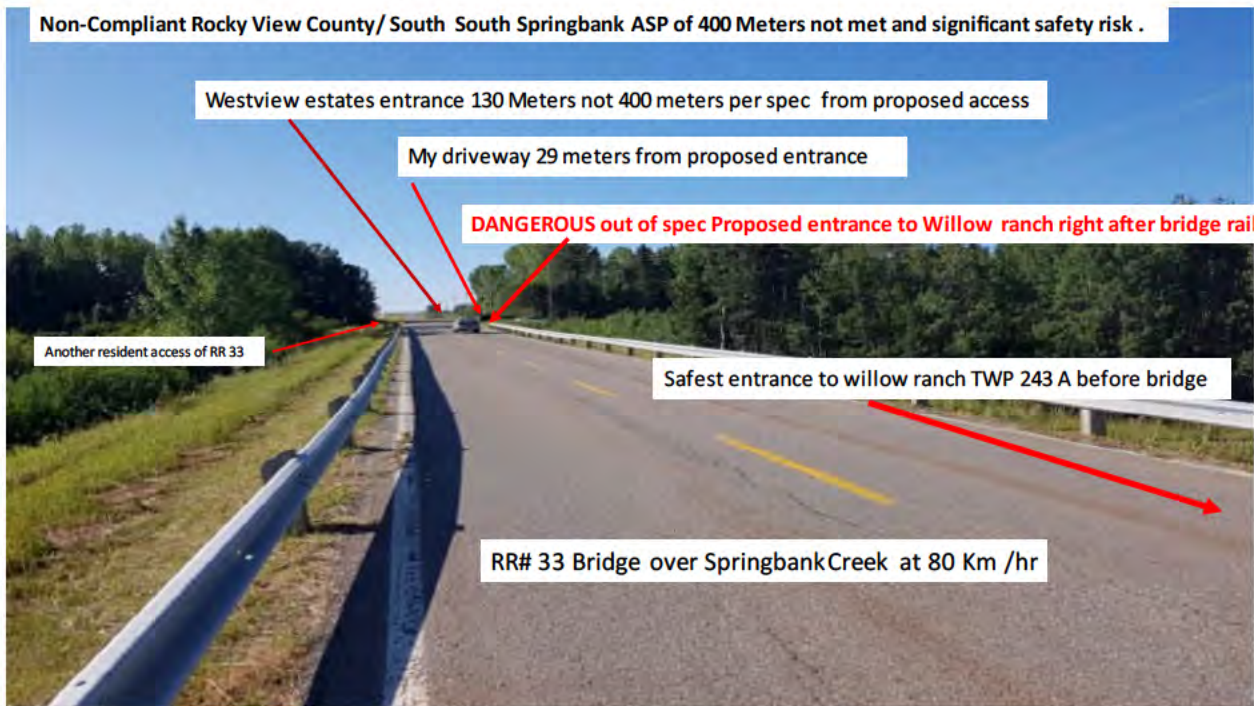 Non-Compliant Rocky View County/ South South Springbank ASP of 400 Meters not met and significant safety risk .
Westview estates entrance 130 Meters not 400 meters per spec from proposed access
My driveway 29 meters from proposed entrance
DANGEROUS out of spec Proposed entrance to Willow ranch right after bridge rail
Another resident access of RR 33
Safest entrance to willow ranch TWP 243 A before bridge
RR# 33 Bridge over Springbank Creek at 80 Km /hr